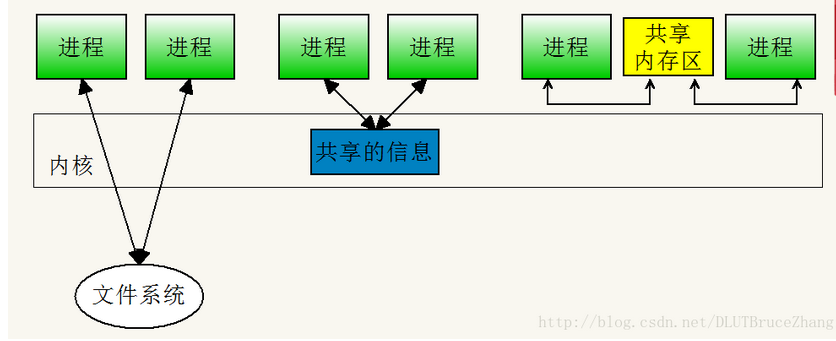 进程
进程
进程
进程
进程
共享
内存区
进程
内核
共享的信息
文件系统
http://blog.csdn.net/DLUTBruceZhang